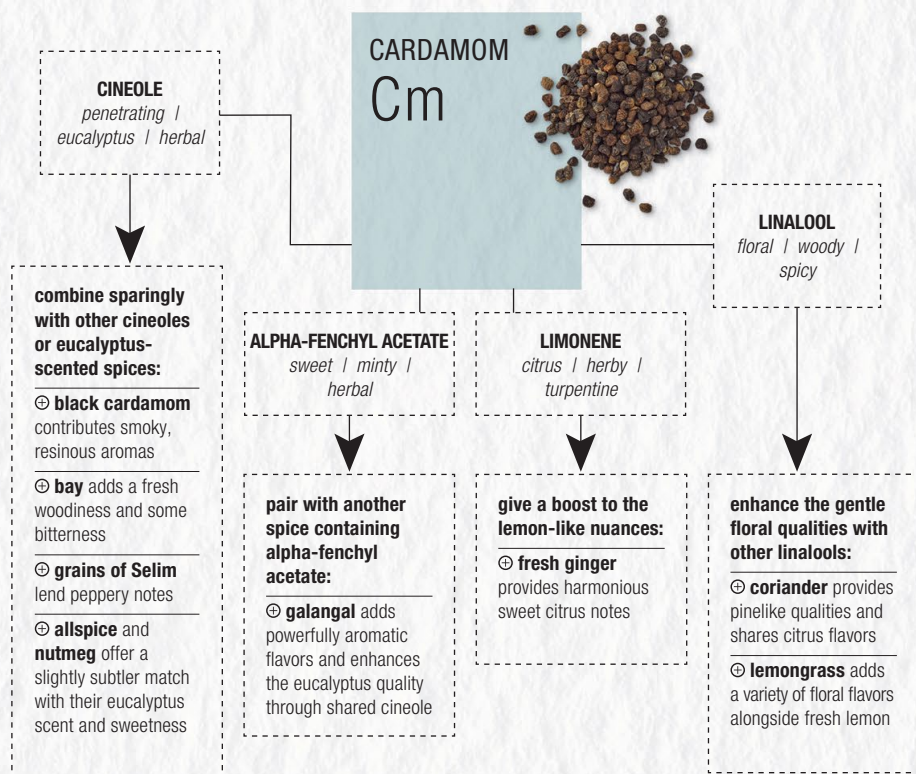 CARDAMOM
Cm
CINEOLE
penetrating |
eucalyptus | herbal
combine sparingly
with other cineoles
or eucalyptus-
scented spices:
⊕ black cardamom
contributes smoky,
resinous aromas
⊕ bay adds a fresh
woodiness and some
bitterness
⊕ grains of Selim
lend peppery notes
⊕ allspice and
nutmeg offer a
slightly subtler match
with their eucalyptus
scent and sweetness
ALPHA-FENCHYL ACETATE
sweet | minty |
herbal
pair with another
spice containing
alpha-fenchyl
acetate:
⊕ galangal adds
powerfully aromatic
flavors and enhances
the eucalyptus quality
through shared cineole
LIMONENE
citrus | herby |
turpentine
give a boost to the
lemon-like nuances:
⊕ fresh ginger
provides harmonious
sweet citrus notes
LINALOOL
floral | woody |
spicy
enhance the gentle
floral qualities with
other linalools:
⊕ coriander provides
pinelike qualities and
shares citrus flavors
⊕ lemongrass adds
a variety of floral flavors
alongside fresh lemon